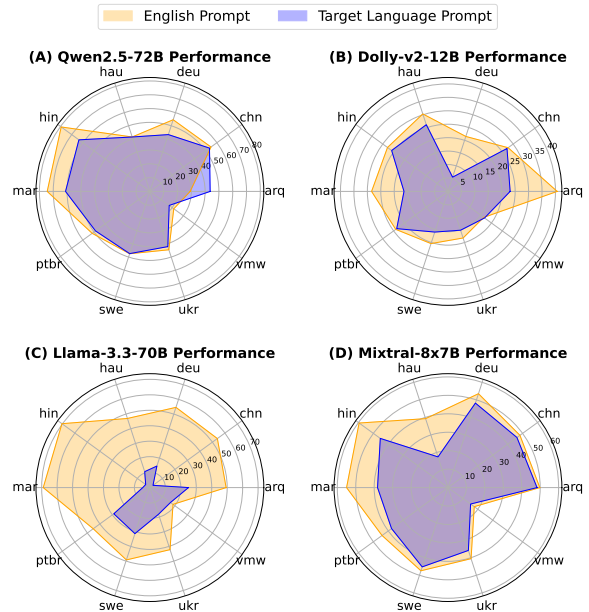 English Prompt
Target Language Prompt
(A) Qwen2.5-72B Performance
hau
deu
hin
chn
mar
arq
ptbr
vmw
swe
ukr
10 20 30 40 50 60 70 80
(B) Dolly-v2-12B Performance
hau
deu
hin
chn
mar
arq
ptbr
vmw
swe
ukr
5 10 15 20 25 30 35 40
(C) Llama-3.3-70B Performance
hau
deu
hin
chn
mar
arq
ptbr
vmw
swe
ukr
10 20 30 40 50 60 70
(D) Mixtral-8x7B Performance
hau
deu
hin
chn
mar
arq
ptbr
vmw
swe
ukr
10 20 30 40 50 60